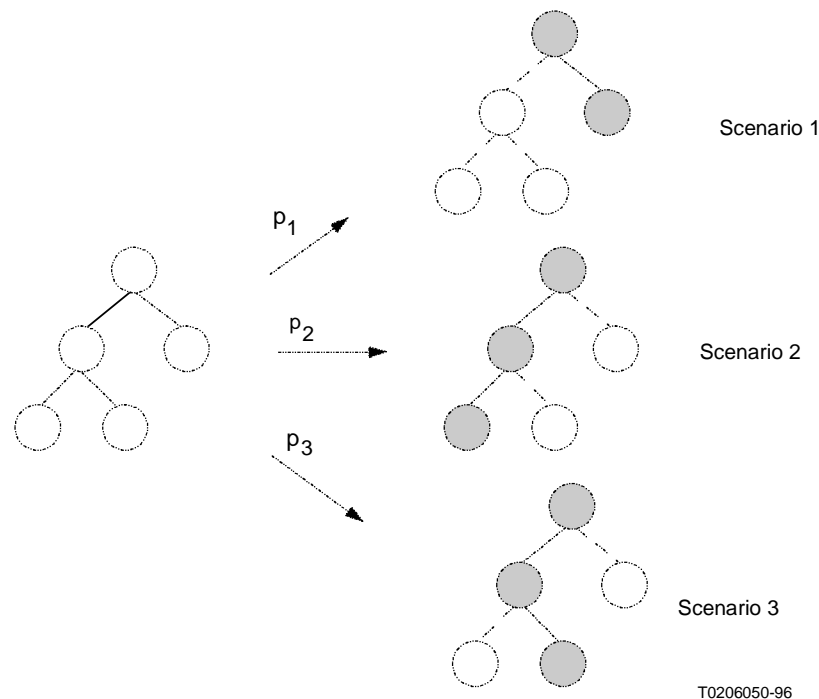 Scenario 1
p1
p2
Scenario 2
p3
Scenario 3
T0206050-96